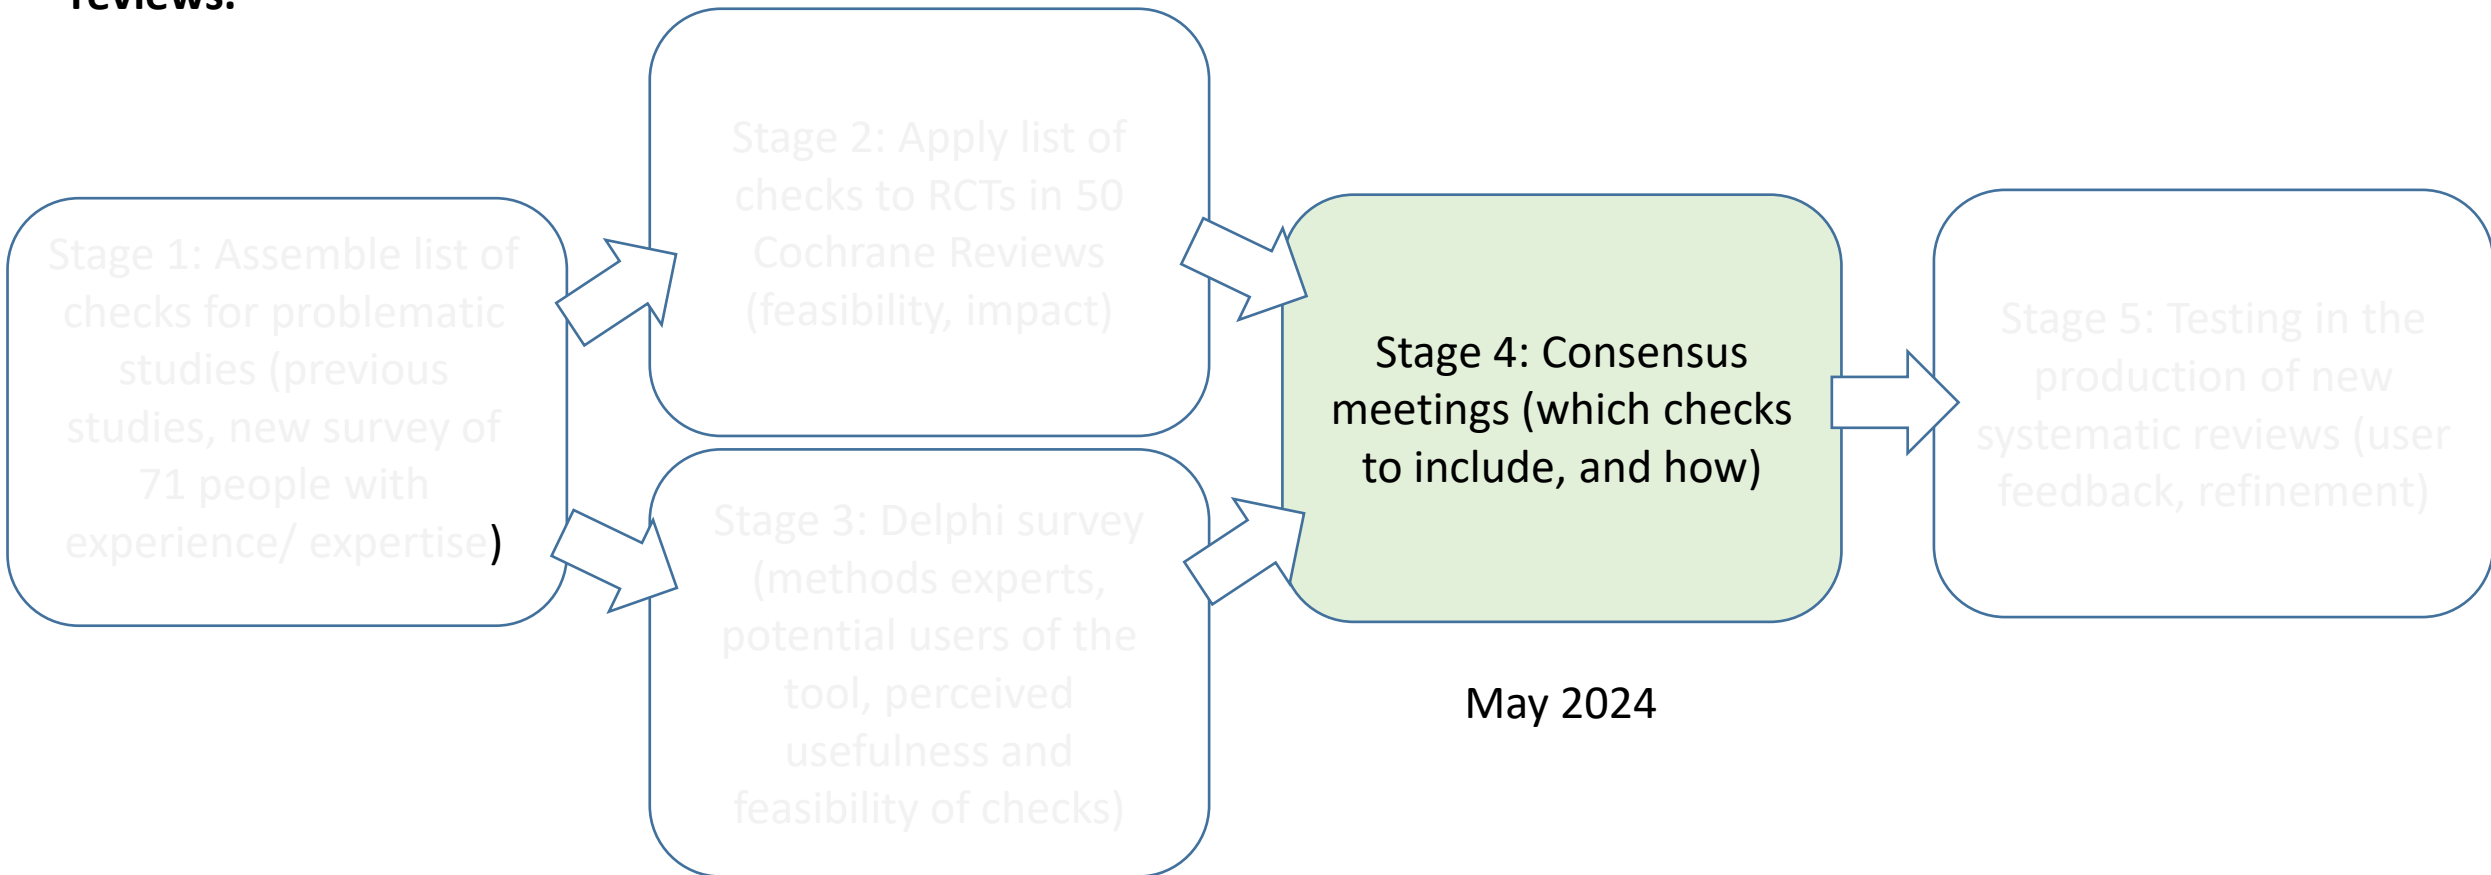 reviews.
Stage 1: Assemble list of
checks for problematic
studies (previous
studies, new survey of
71 people with
experience/ expertise)
Stage 2: Apply list of
checks to RCTs in 50
Cochrane Reviews
(feasibility, impact)
Stage 3: Delphi survey
(methods experts,
potential users of the
tool, perceived
usefulness and
feasibility of checks)
Stage 4: Consensus
meetings (which checks
to include, and how)
May 2024
Stage 5: Testing in the
production of new
systematic reviews (user
feedback, refinement)